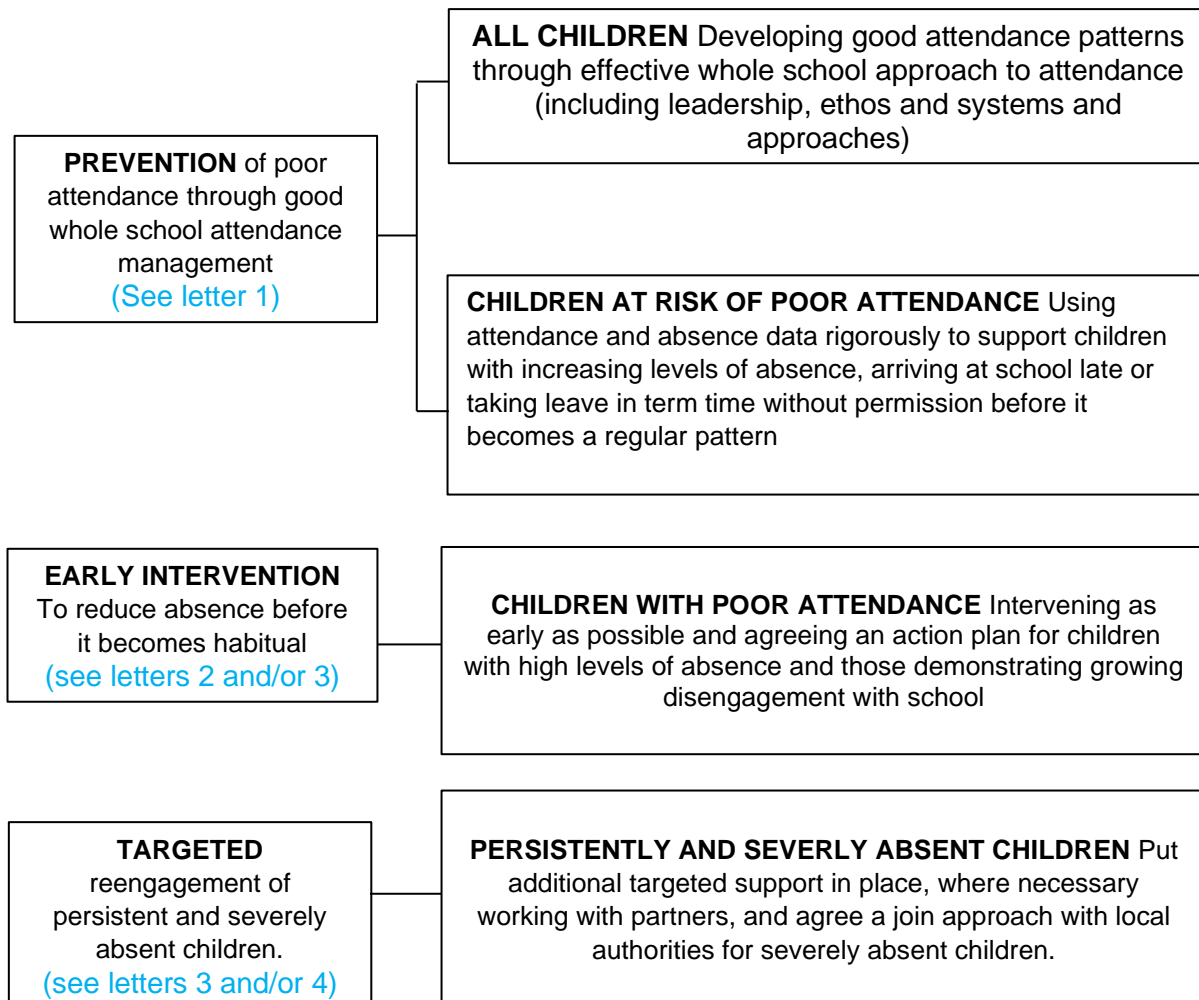 PREVENTION of poor
attendance through good
whole school attendance
management
(See letter 1)
ALL CHILDREN Developing good attendance patterns
through effective whole school approach to attendance
(including leadership, ethos and systems and
approaches)
CHILDREN AT RISK OF POOR ATTENDANCE Using
attendance and absence data rigorously to support children
with increasing levels of absence, arriving at school late or
taking leave in term time without permission before it
becomes a regular pattern
EARLY INTERVENTION
To reduce absence before
it becomes habitual
(see letters 2 and/or 3)
CHILDREN WITH POOR ATTENDANCE Intervening as
early as possible and agreeing an action plan for children
with high levels of absence and those demonstrating growing
disengagement with school
TARGETED
reengagement of
persistent and severely
absent children.
(see letters 3 and/or 4)
PERSISTENTLY AND SEVERLY ABSENT CHILDREN Put
additional targeted support in place, where necessary
working with partners, and agree a join approach with local
authorities for severely absent children.